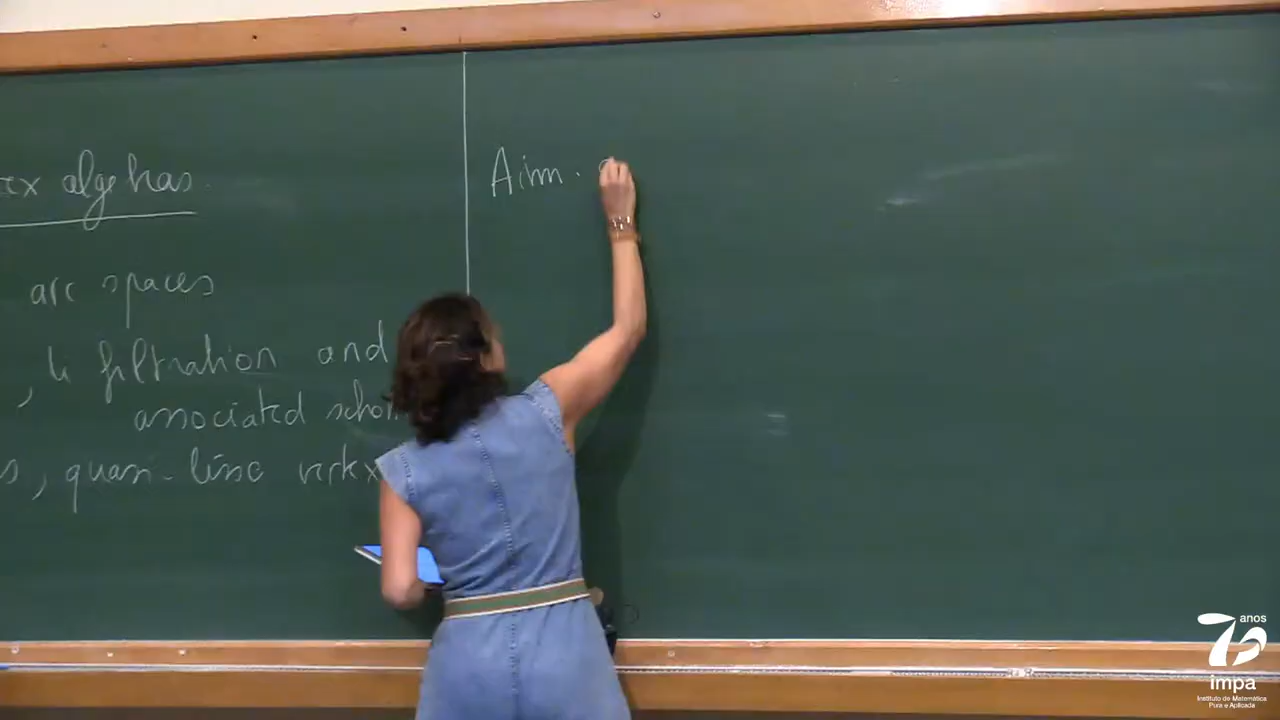 ex algebras.
arc spaces
, Li filtration and
associated schem
s, quasi-lisse vertex
Aim.
70 anos
impa
Instituto de Matemática
Pura e Aplicada